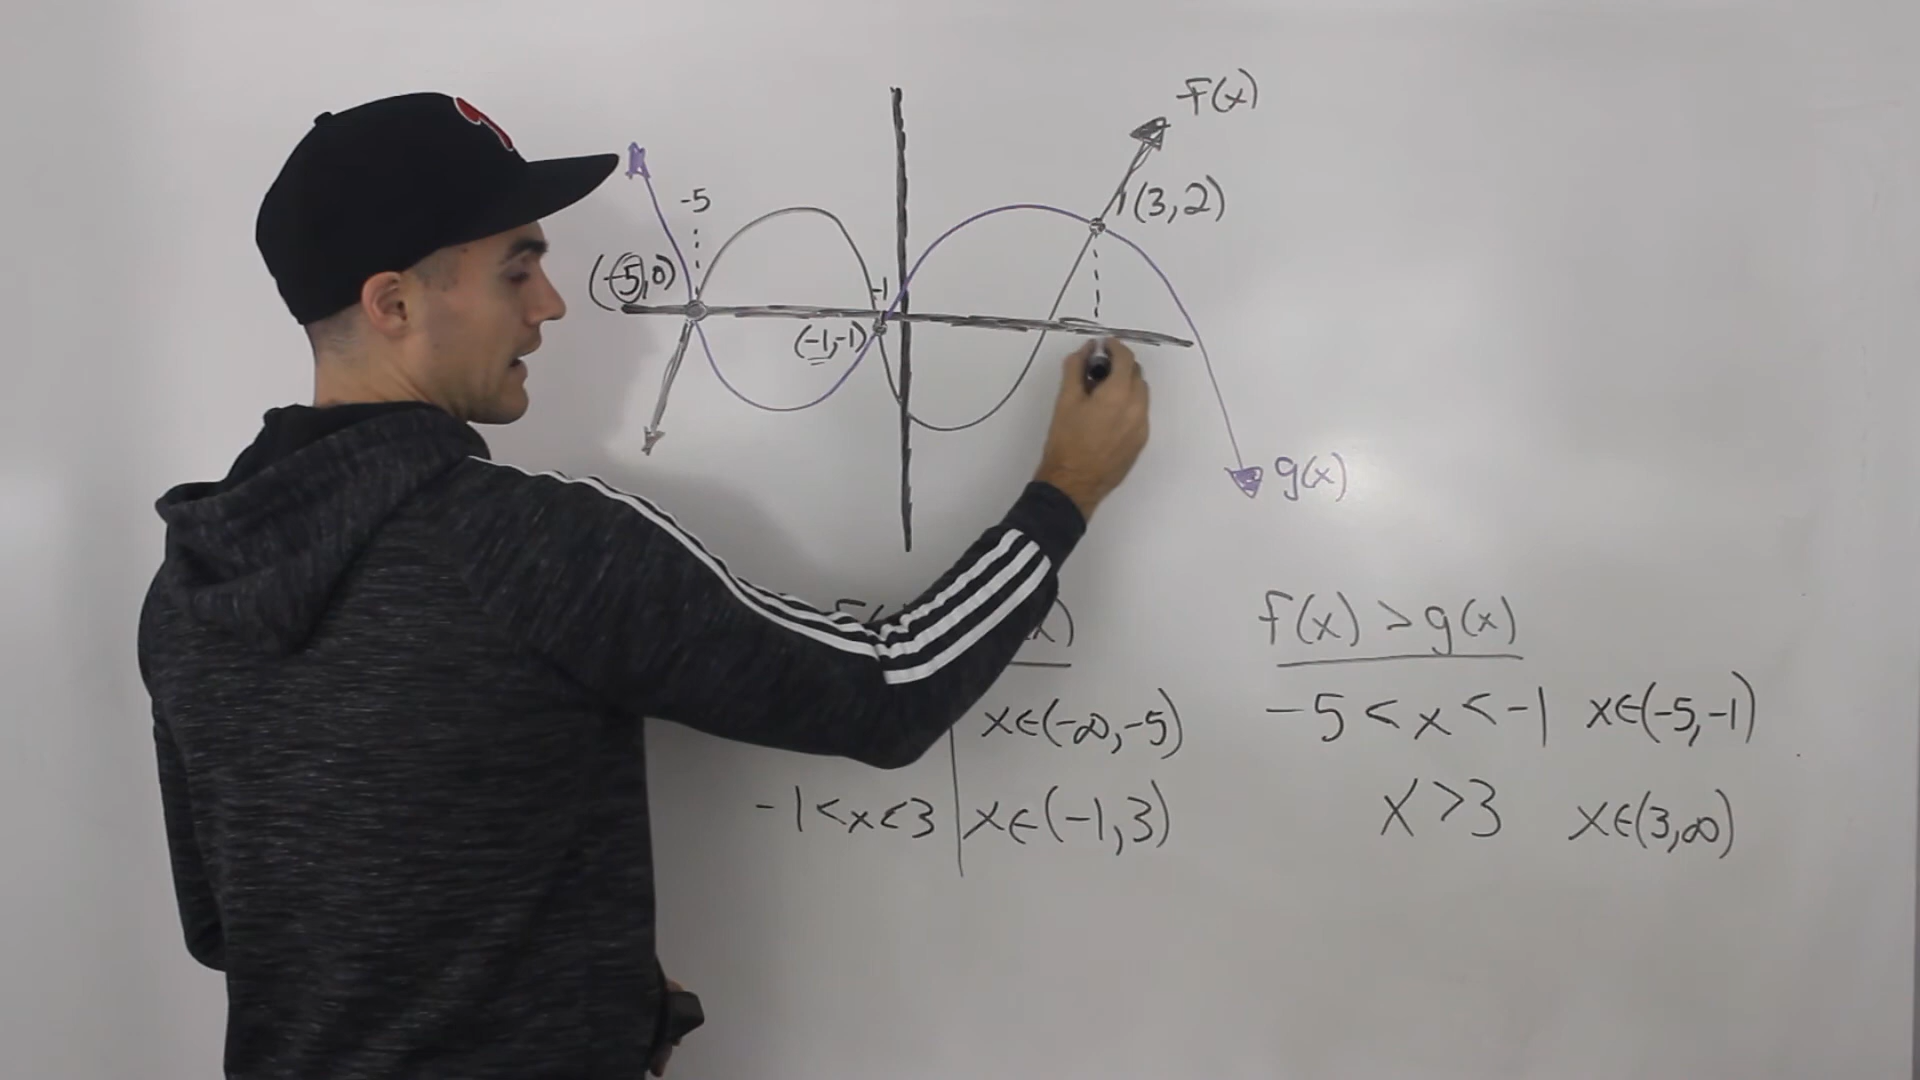 F(x)
-5
(3,2)
(-5,0)
-1
(-1,-1)
g(x)
f(x) > g(x)
x∈(-∞,-5)
-5<x<-1 x∈(-5,-1)
-1<x<3 x∈(-1,3)
x>3 x∈(3,∞)